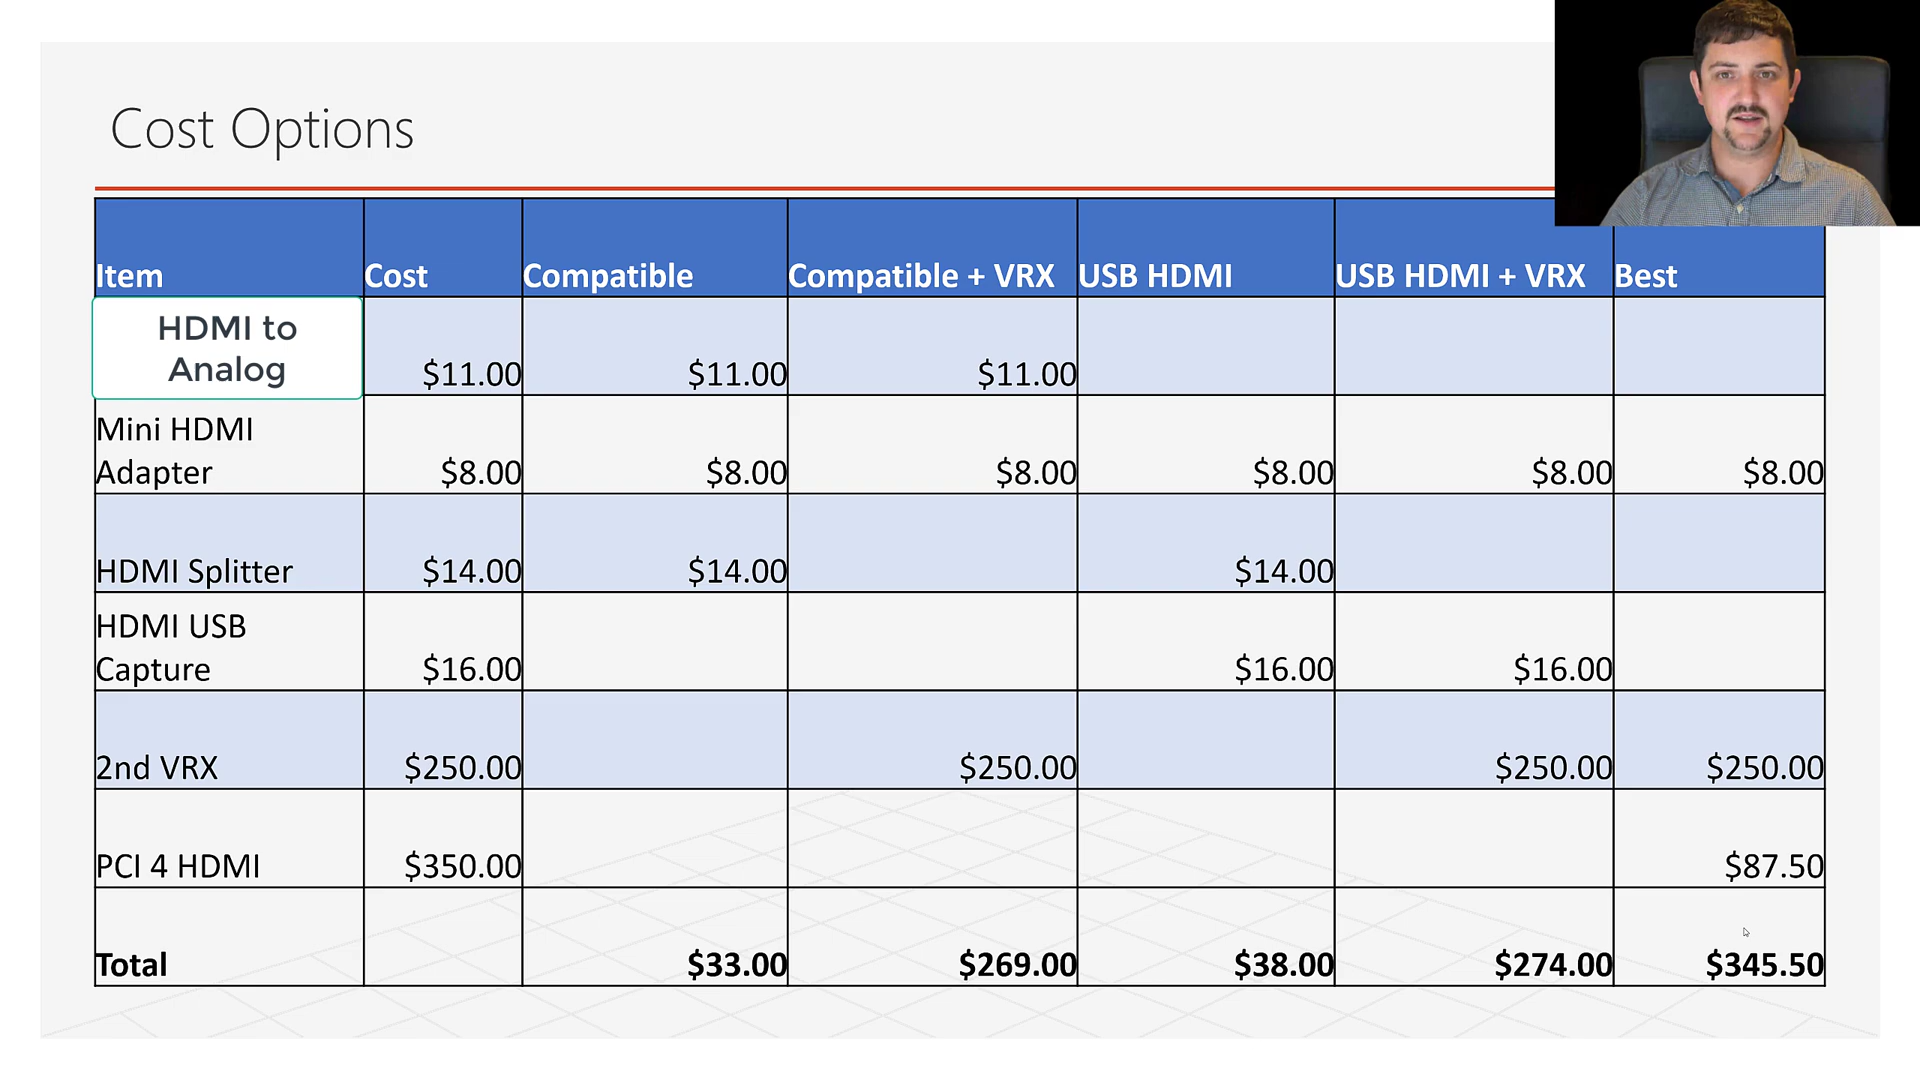 Cost Options
Item Cost Compatible Compatible + VRX USB HDMI USB HDMI + VRX Best
HDMI to
Analog
$11.00 $11.00 $11.00
Mini HDMI
Adapter $8.00 $8.00 $8.00 $8.00 $8.00 $8.00
HDMI Splitter $14.00 $14.00 $14.00
HDMI USB
Capture $16.00 $16.00 $16.00
2nd VRX $250.00 $250.00 $250.00 $250.00
PCI 4 HDMI $350.00 $87.50
Total $33.00 $269.00 $38.00 $274.00 $345.50